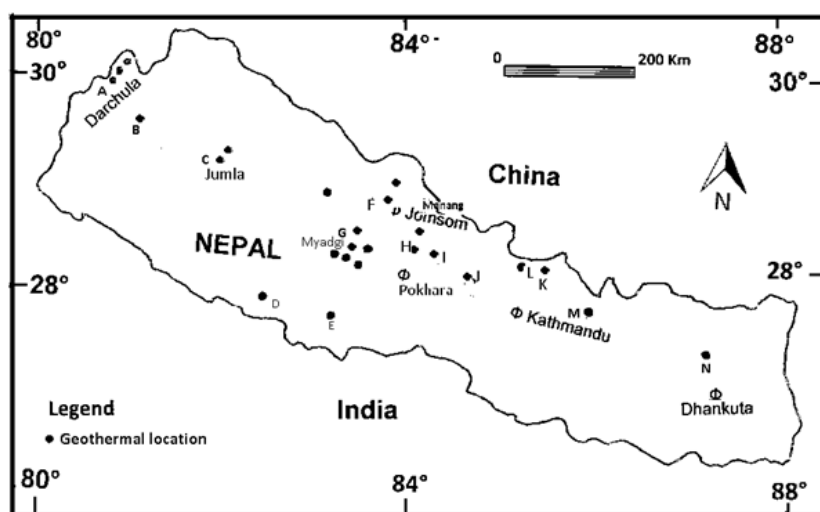 80° 84° 88°
30° 30°
0 200 Km
A
Darchula
B
C
Jumla
China
N
F
Manang
Jomsom
G
NEPAL
Myadgi
H
I
J
L
K
28° 28°
Φ
Pokhara
D
E
M
Φ Kathmandu
N
Φ
Dhankuta
Legend
India
Geothermal location
80° 84° 88°